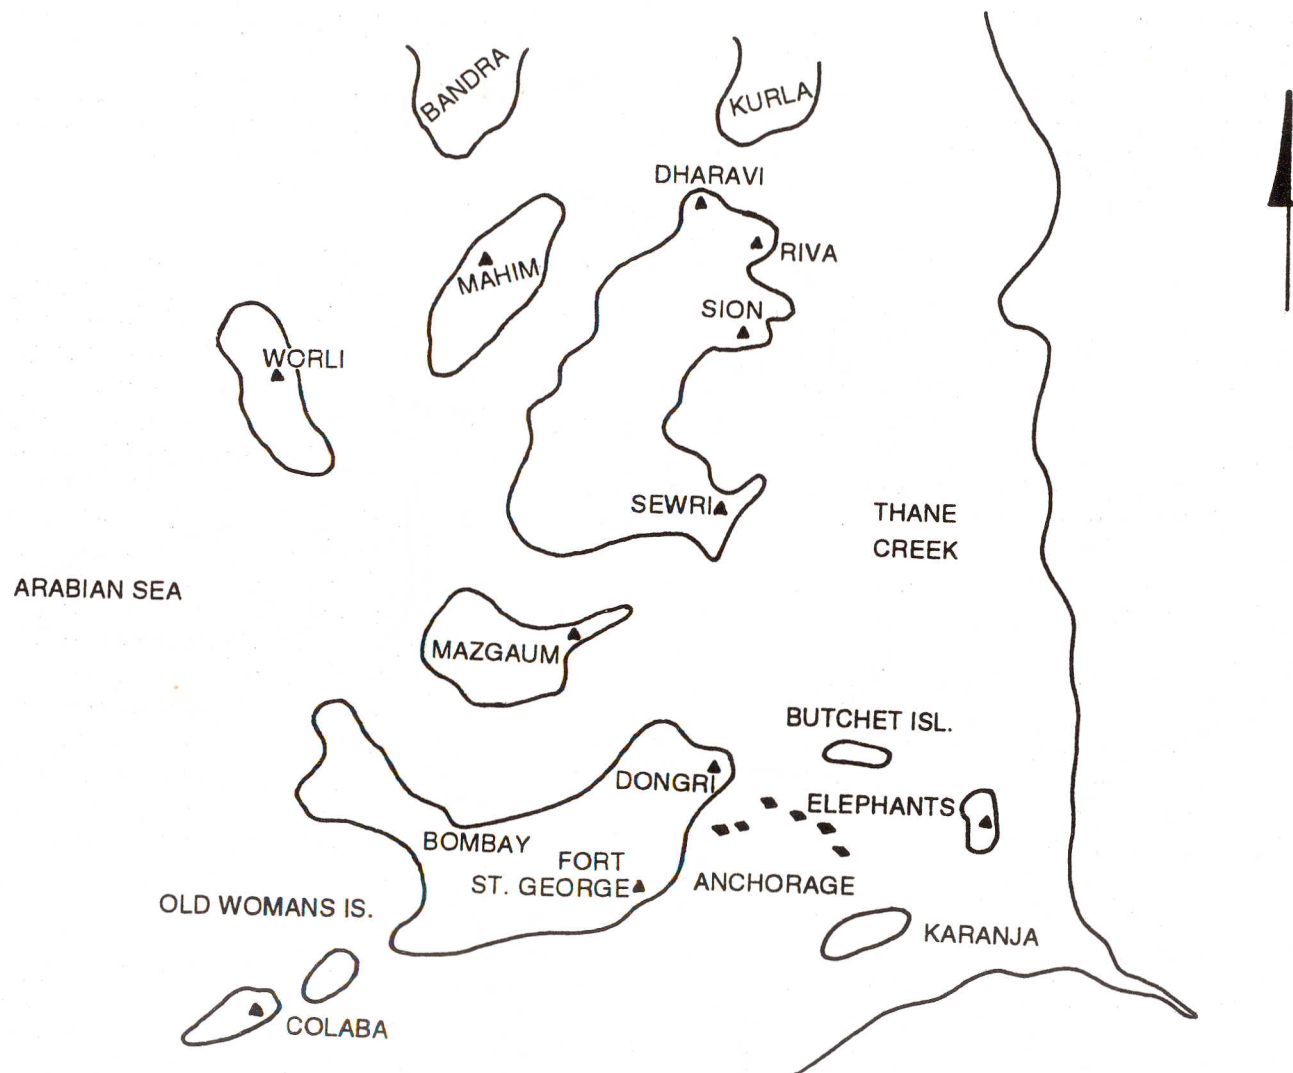 BANDRA
KURLA
DHARAVI
RIVA
MAHIM
SION
WORLI
SEWRI
THANE
CREEK
ARABIAN SEA
MAZGAUM
BUTCHET ISL.
DONGRI
ELEPHANTS
BOMBAY
FORT
ST. GEORGE
ANCHORAGE
OLD WOMANS IS.
KARANJA
COLABA